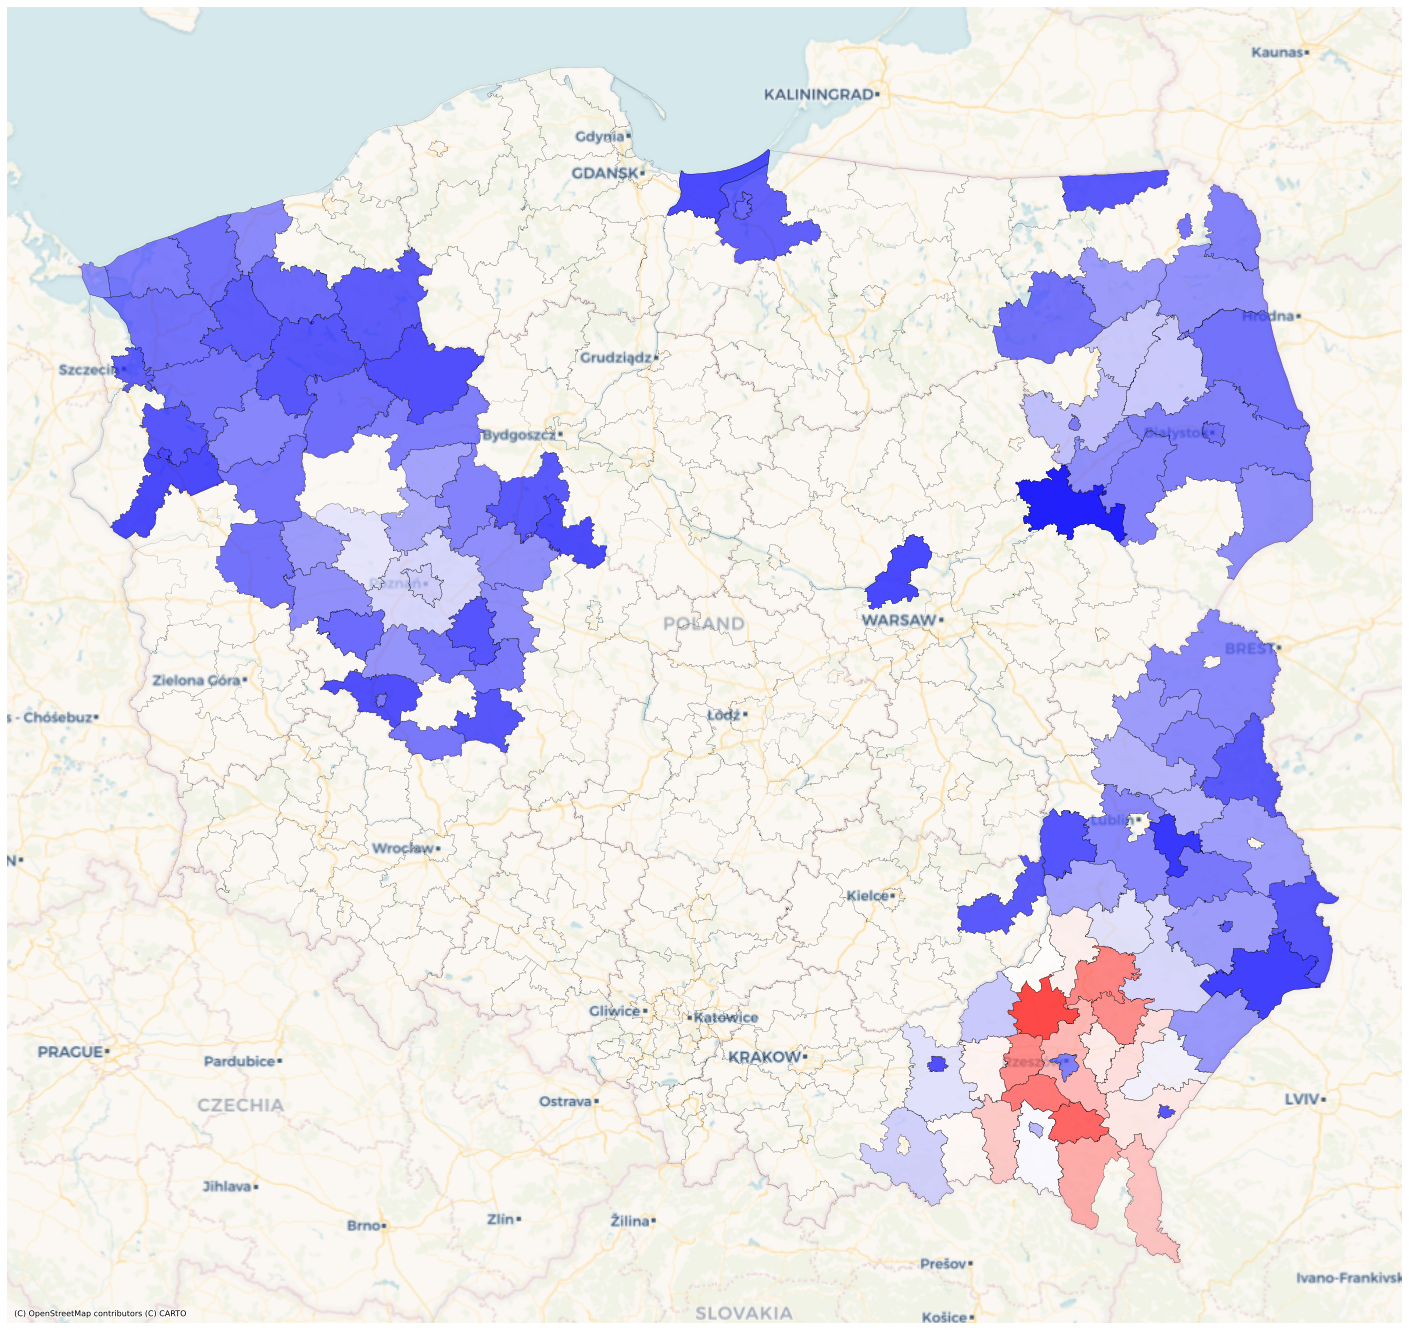 Kaunas
KALININGRAD
Gdynia
GDANSK
Hrodna
Szczecin
Grudziądz
Bydgoszcz
Białystok
Poznań
POLAND
WARSAW
BREST
Zielona Góra
s - Chóśebuz
Łódź
Lublin
Wrocław
N
Kielce
Gliwice
Katowice
PRAGUE
Pardubice
KRAKOW
Rzeszów
CZECHIA
Ostrava
LVIV
Jihlava
Brno
Zlín
Žilina
Prešov
Ivano-Frankivsk
SLOVAKIA
Košice
(C) OpenStreetMap contributors (C) CARTO